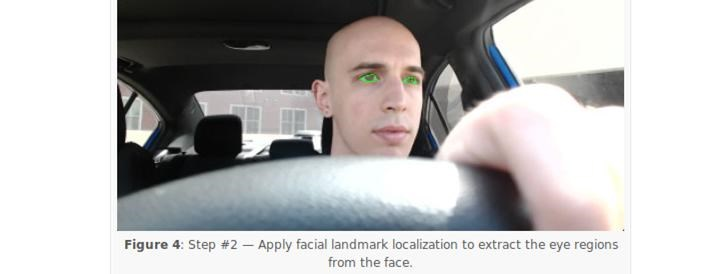 Figure 4: Step #2 — Apply facial landmark localization to extract the eye regions
from the face.